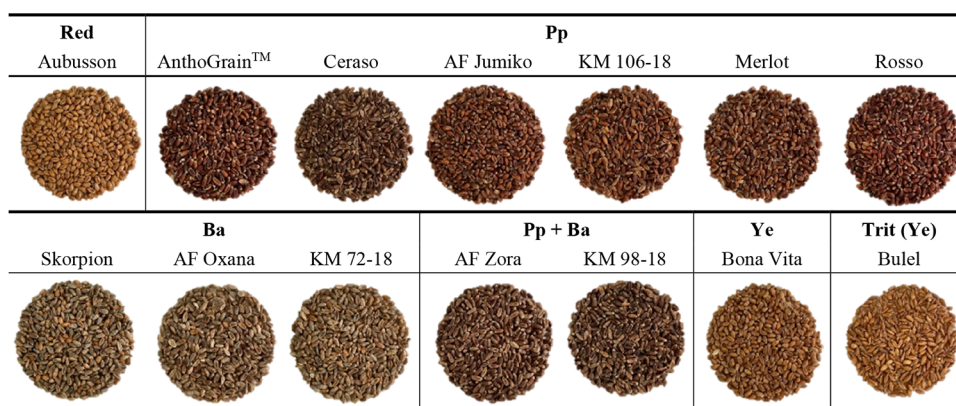 Red Pp
Aubusson AnthoGrain™ Ceraso AF Jumiko KM 106-18 Merlot Rosso
Ba Pp + Ba Ye Trit (Ye)
Skorpion AF Oxana KM 72-18 AF Zora KM 98-18 Bona Vita Bulel